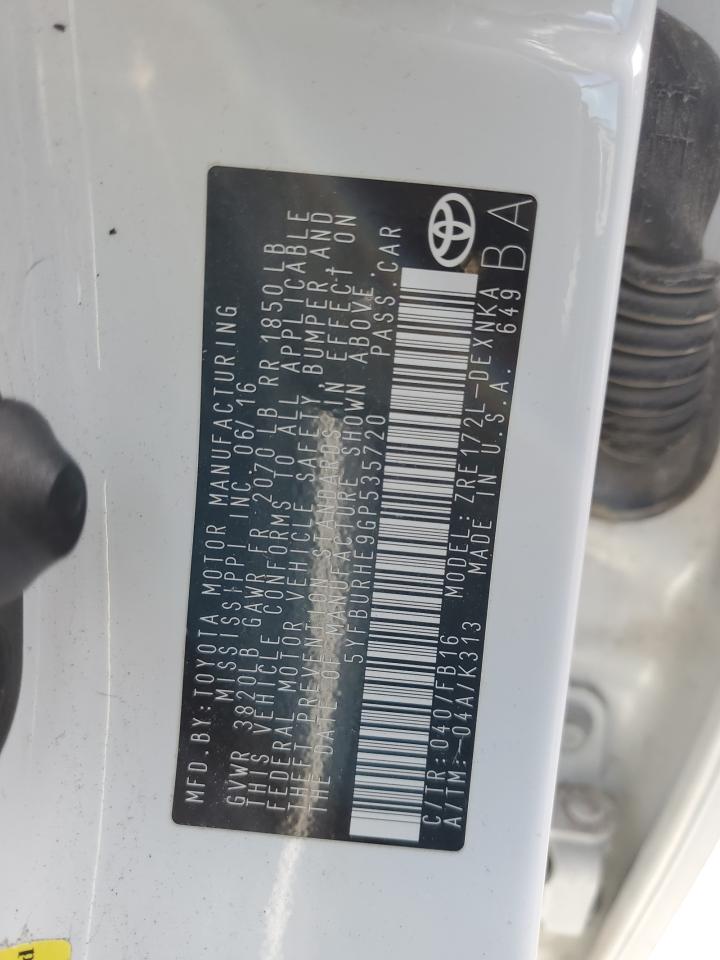 MFD.BY:TOYOTA MOTOR MANUFACTURING
MISSISSIPPI INC.06/16
GVWR 3820LB GAWR FR 2070 LB RR 1850LB
THIS VEHICLE CONFORMS TO ALL APPLICABLE
FEDERAL MOTOR VEHICLE SAFETY, BUMPER, AND
THEFT PREVENTION STANDARDS IN EFFECT ON
THE DATE OF MANUFACTURE SHOWN ABOVE.
5YFBURHE9GP535720 PASS.CAR
C/TR:040/FB16 MODEL:ZRE172L-DEXNKA
A/TM:-04A/K313 MADE IN U.S.A. 649
BA